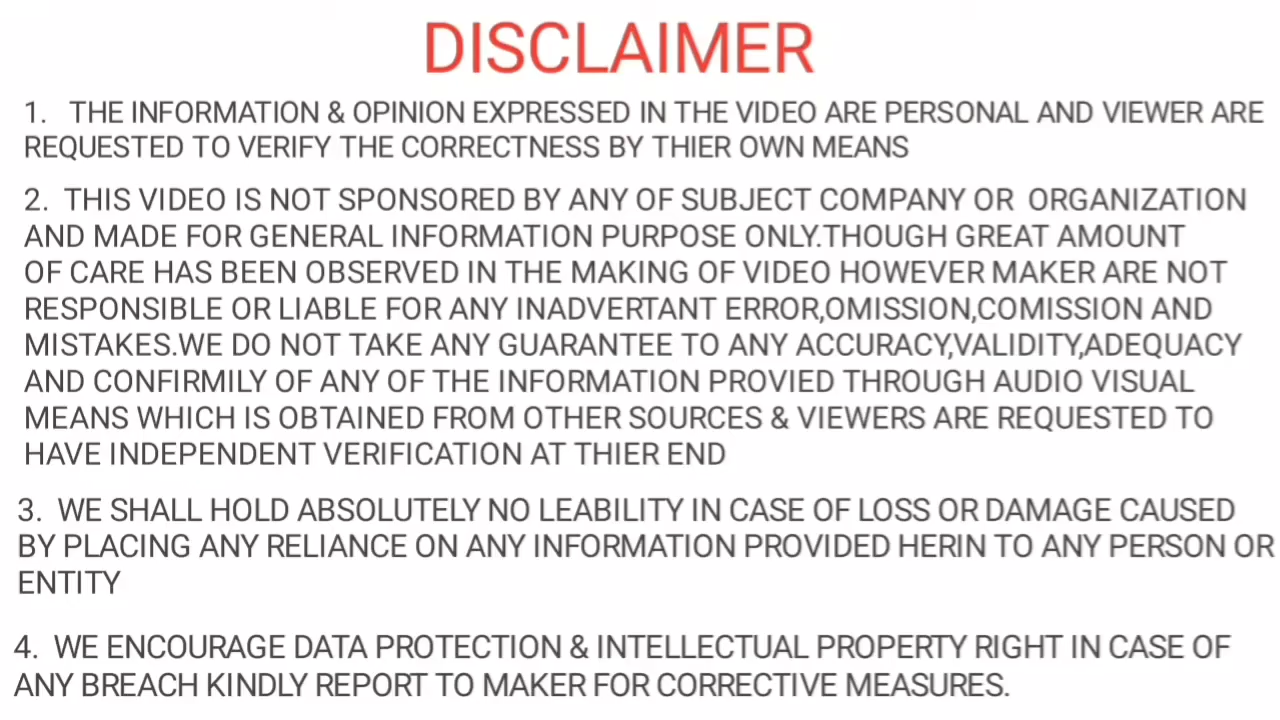 DISCLAIMER
1. THE INFORMATION & OPINION EXPRESSED IN THE VIDEO ARE PERSONAL AND VIEWER ARE
REQUESTED TO VERIFY THE CORRECTNESS BY THIER OWN MEANS
2. THIS VIDEO IS NOT SPONSORED BY ANY OF SUBJECT COMPANY OR ORGANIZATION
AND MADE FOR GENERAL INFORMATION PURPOSE ONLY.THOUGH GREAT AMOUNT
OF CARE HAS BEEN OBSERVED IN THE MAKING OF VIDEO HOWEVER MAKER ARE NOT
RESPONSIBLE OR LIABLE FOR ANY INADVERTANT ERROR,OMISSION,COMISSION AND
MISTAKES.WE DO NOT TAKE ANY GUARANTEE TO ANY ACCURACY,VALIDITY,ADEQUACY
AND CONFIRMILY OF ANY OF THE INFORMATION PROVIED THROUGH AUDIO VISUAL
MEANS WHICH IS OBTAINED FROM OTHER SOURCES & VIEWERS ARE REQUESTED TO
HAVE INDEPENDENT VERIFICATION AT THIER END
3. WE SHALL HOLD ABSOLUTELY NO LEABILITY IN CASE OF LOSS OR DAMAGE CAUSED
BY PLACING ANY RELIANCE ON ANY INFORMATION PROVIDED HERIN TO ANY PERSON OR
ENTITY
4. WE ENCOURAGE DATA PROTECTION & INTELLECTUAL PROPERTY RIGHT IN CASE OF
ANY BREACH KINDLY REPORT TO MAKER FOR CORRECTIVE MEASURES.